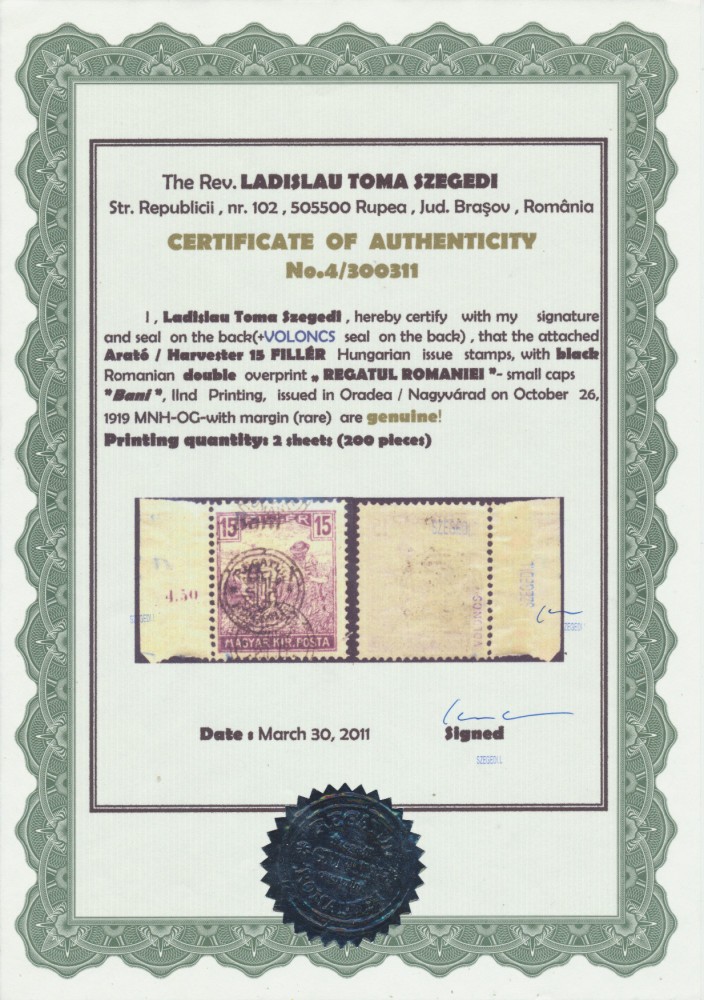 The Rev. LADISLAU TOMA SZEGEDI
Str. Republicii , nr. 102 , 505500 Rupea , Jud. Braşov , România
CERTIFICATE OF AUTHENTICITY
No.4/300311
I , Ladislau Toma Szegedi , hereby certify with my signature
and seal on the back(+VOLONCS seal on the back) , that the attached
Arató / Harvester 15 FILLÉR Hungarian issue stamps, with black
Romanian double overprint „ REGATUL ROMANIEI ”- small caps
"Bani ", IInd Printing, issued in Oradea / Nagyvárad on October 26,
1919 MNH-OG-with margin (rare) are genuine!
Printing quantity: 2 sheets (200 pieces)
15 15
4.50
MAGYAR KIR. POSTA
SZEGEDI
Date : March 30, 2011
Signed
SZEGEDI L